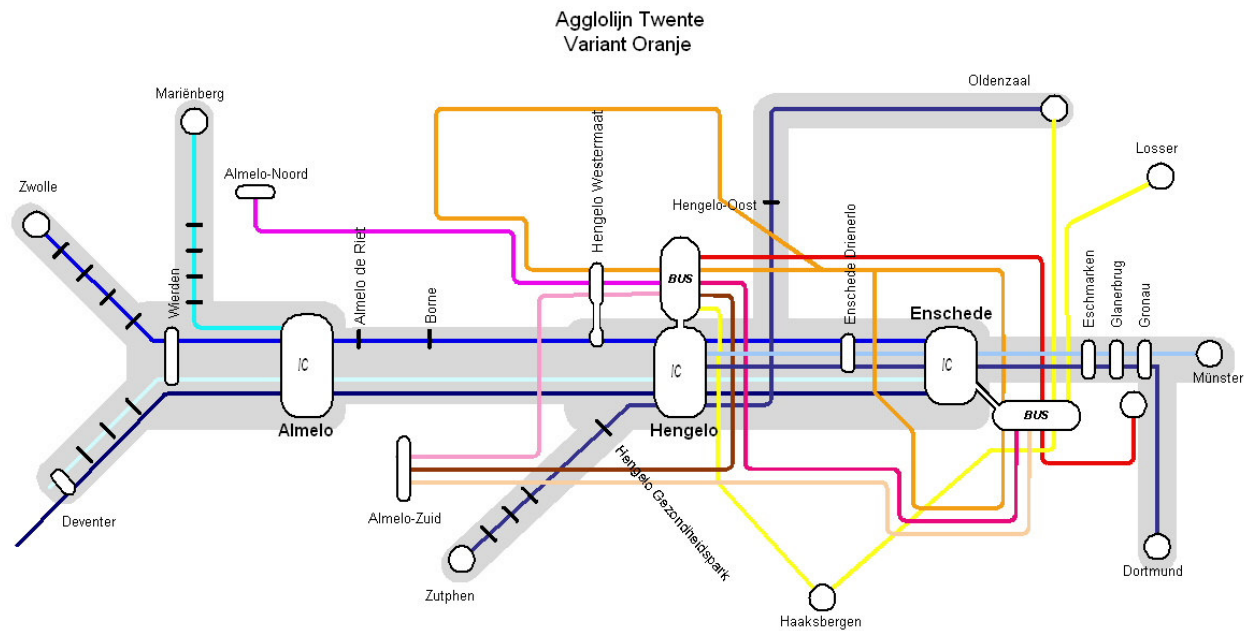 Agglolijn Twente
Variant Oranje
Oldenzaal
Mariënberg
Losser
Almelo-Noord
Zwolle
Hengelo Westermaat
Hengelo-Oost
Wierden
Almelo de Riet
Borne
BUS
Enschede Drienerlo
Enschede
Eschmarken
Glanerbrug
Gronau
IC
IC
IC
Münster
BUS
Almelo
Hengelo
Deventer
Almelo-Zuid
Hengelo Gezondheidspark
Zutphen
Dortmund
Haaksbergen